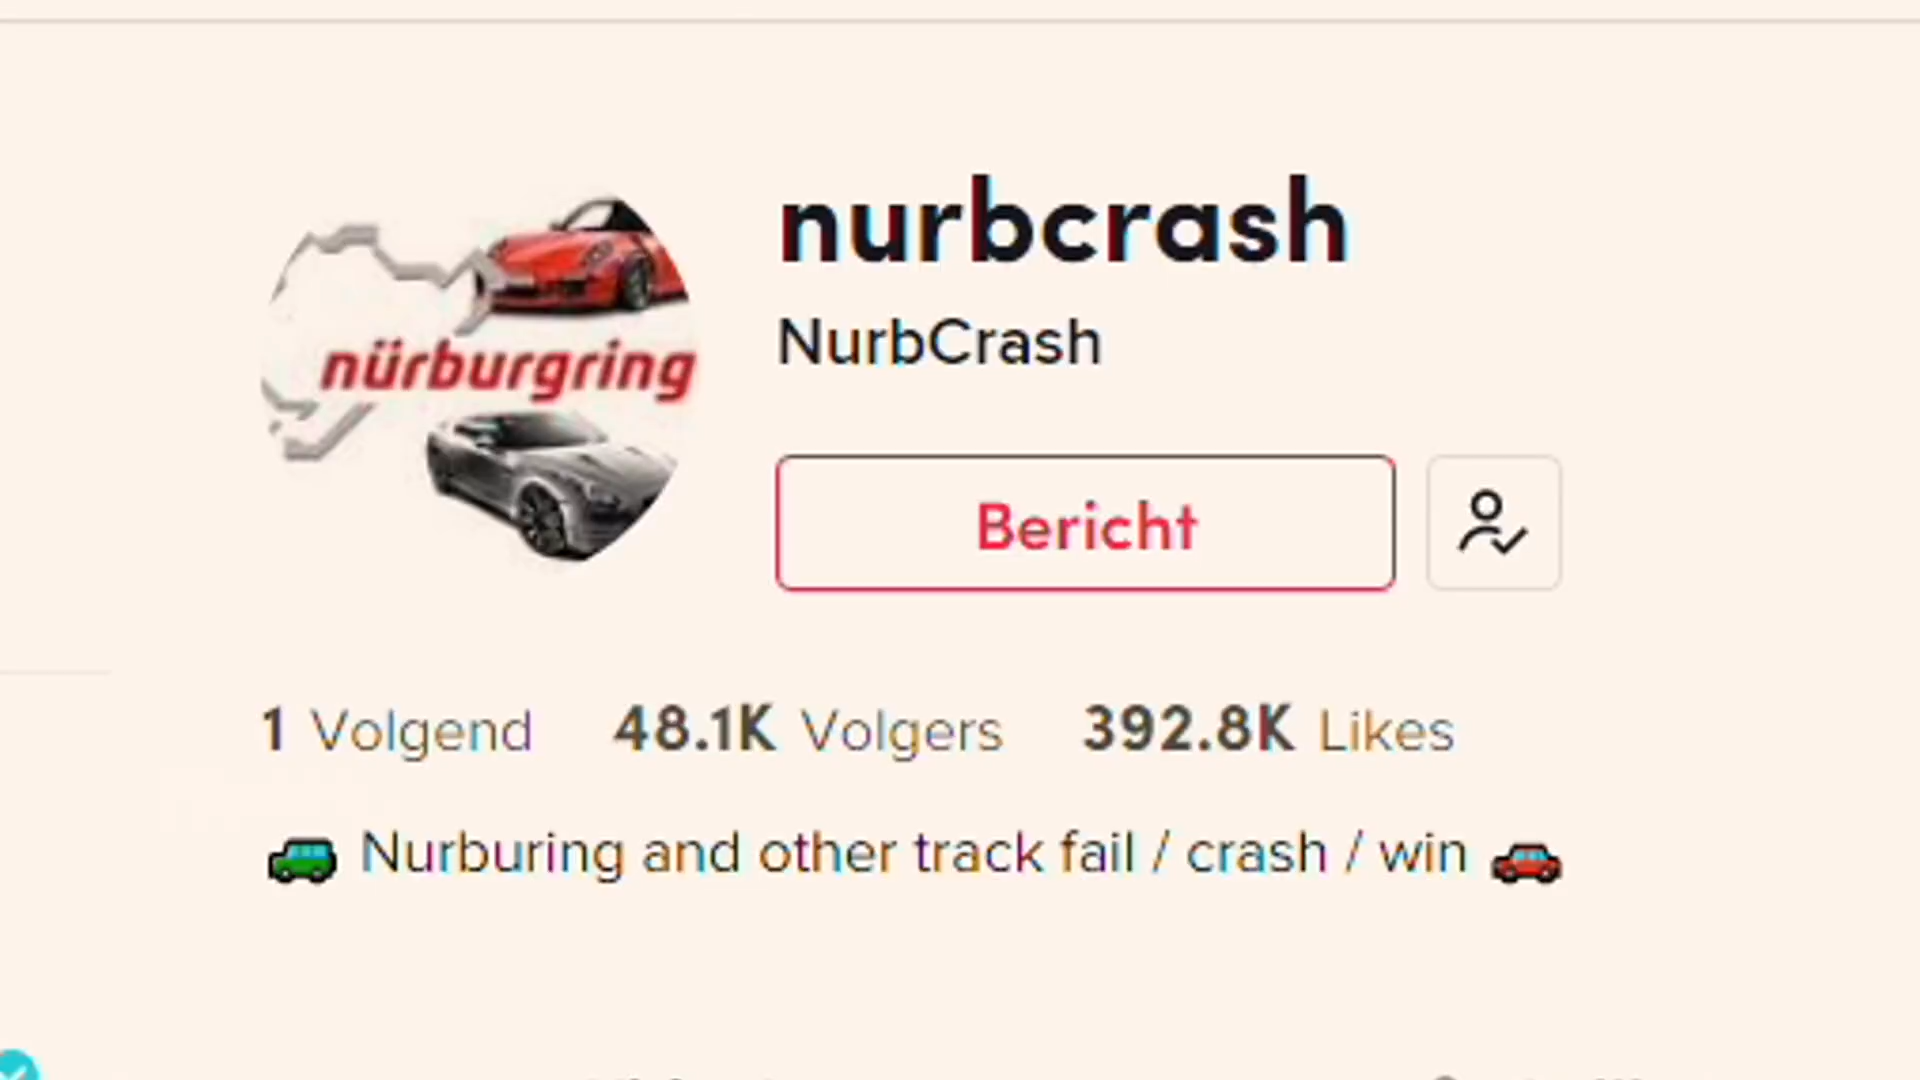 nurbcrash
NurbCrash
nürburgring
Bericht
1 Volgend 48.1K Volgers 392.8K Likes
Nurburing and other track fail / crash / win